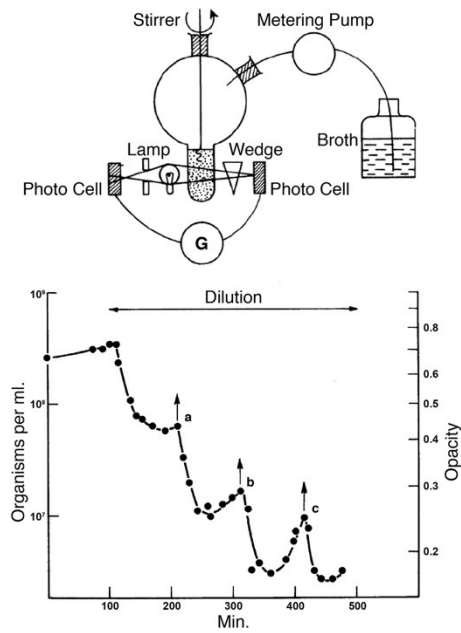 Stirrer
Metering Pump
Lamp
Wedge
Broth
Photo Cell
Photo Cell
G
Dilution
10⁹
10⁸
10⁷
Organisms per ml.
a
b
c
0.8
0.7
0.6
0.5
0.4
0.3
0.2
Opacity
100
200
300
400
500
Min.